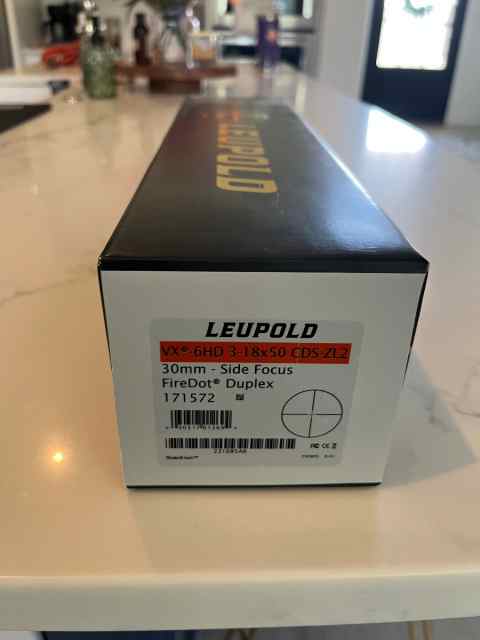 LEUPOLD
LEUPOLD
VX®-6HD 3-18x50 CDS-ZL2
30mm - Side Focus
FireDot® Duplex
171572